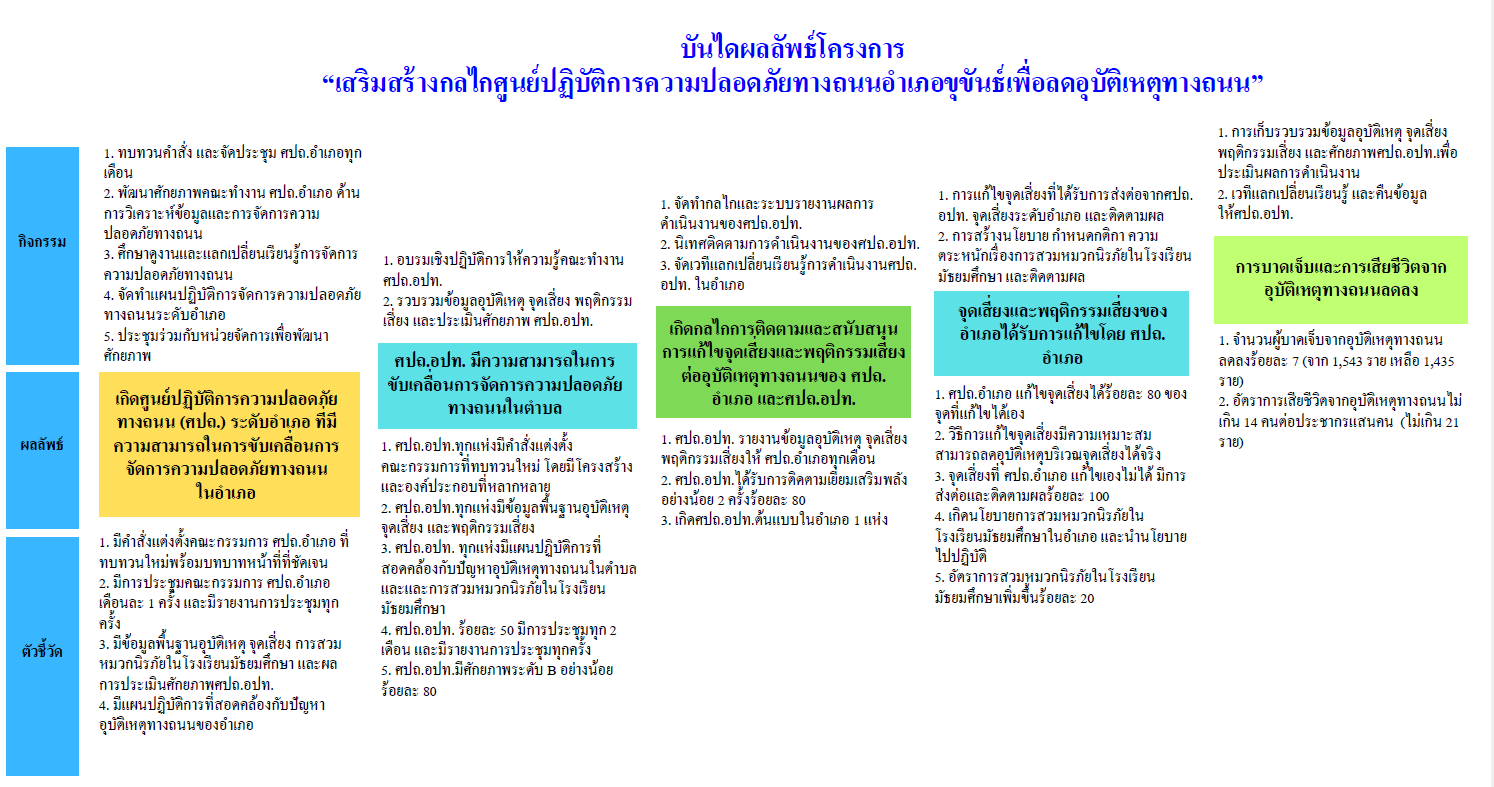 บันไดผลลัพธ์โครงการ
“เสริมสร้างกลไกศูนย์ปฏิบัติการความปลอดภัยทางถนนอำเภอขุขันธ์เพื่อลดอุบัติเหตุทางถนน”
กิจกรรม
ผลลัพธ์
ตัวชี้วัด
1. ทบทวนคำสั่ง และจัดประชุม ศปถ.อำเภอทุก
เดือน
2. พัฒนาศักยภาพคณะทำงาน ศปถ.อำเภอ ด้าน
การวิเคราะห์ข้อมูลและการจัดการความ
ปลอดภัยทางถนน
3. ศึกษาดูงานและแลกเปลี่ยนเรียนรู้การจัดการ
ความปลอดภัยทางถนน
4. จัดทำแผนปฏิบัติการจัดการความปลอดภัย
ทางถนนระดับอำเภอ
5. ประชุมร่วมกับหน่วยจัดการเพื่อพัฒนา
ศักยภาพ
เกิดศูนย์ปฏิบัติการความปลอดภัย
ทางถนน (ศปถ.) ระดับอำเภอ ที่มี
ความสามารถในการขับเคลื่อนการ
จัดการความปลอดภัยทางถนน
ในอำเภอ
1. มีคำสั่งแต่งตั้งคณะกรรมการ ศปถ.อำเภอ ที่
ทบทวนใหม่พร้อมบทบาทหน้าที่ที่ชัดเจน
2. มีการประชุมคณะกรรมการ ศปถ.อำเภอ
เดือนละ 1 ครั้ง และมีรายงานการประชุมทุก
ครั้ง
3. มีข้อมูลพื้นฐานอุบัติเหตุ จุดเสี่ยง การสวม
หมวกนิรภัยในโรงเรียนมัธยมศึกษา และผล
การประเมินศักยภาพศปถ.อปท.
4. มีแผนปฏิบัติการที่สอดคล้องกับปัญหา
อุบัติเหตุทางถนนของอำเภอ
1. อบรมเชิงปฏิบัติการให้ความรู้คณะทำงาน
ศปถ.อปท.
2. รวบรวมข้อมูลอุบัติเหตุ จุดเสี่ยง พฤติกรรม
เสี่ยง และประเมินศักยภาพ ศปถ.อปท.
ศปถ.อปท. มีความสามารถในการ
ขับเคลื่อนการจัดการความปลอดภัย
ทางถนนในตำบล
1. ศปถ.อปท.ทุกแห่งมีคำสั่งแต่งตั้ง
คณะกรรมการที่ทบทวนใหม่ โดยมีโครงสร้าง
และองค์ประกอบที่หลากหลาย
2. ศปถ.อปท.ทุกแห่งมีข้อมูลพื้นฐานอุบัติเหตุ
จุดเสี่ยง และพฤติกรรมเสี่ยง
3. ศปถ.อปท. ทุกแห่งมีแผนปฏิบัติการที่
สอดคล้องกับปัญหาอุบัติเหตุทางถนนในตำบล
และและการสวมหมวกนิรภัยในโรงเรียน
มัธยมศึกษา
4. ศปถ.อปท. ร้อยละ 50 มีการประชุมทุก 2
เดือน และมีรายงานการประชุมทุกครั้ง
5. ศปถ.อปท.มีศักยภาพระดับ B อย่างน้อย
ร้อยละ 80
1. จัดทำกลไกและระบบรายงานผลการ
ดำเนินงานของศปถ.อปท.
2. นิเทศติดตามการดำเนินงานของศปถ.อปท.
3. จัดเวทีแลกเปลี่ยนเรียนรู้การดำเนินงานศปถ.
อปท. ในอำเภอ
เกิดกลไกการติดตามและสนับสนุน
การแก้ไขจุดเสี่ยงและพฤติกรรมเสี่ยง
ต่ออุบัติเหตุทางถนนของ ศปถ.
อำเภอ และศปถ.อปท.
1. ศปถ.อปท. รายงานข้อมูลอุบัติเหตุ จุดเสี่ยง
พฤติกรรมเสี่ยงให้ ศปถ.อำเภอทุกเดือน
2. ศปถ.อปท.ได้รับการติดตามเยี่ยมเสริมพลัง
อย่างน้อย 2 ครั้งร้อยละ 80
3. เกิดศปถ.อปท.ต้นแบบในอำเภอ 1 แห่ง
1. การแก้ไขจุดเสี่ยงที่ได้รับการส่งต่อจากศปถ.
อปท. จุดเสี่ยงระดับอำเภอ และติดตามผล
2. การสร้างนโยบาย กำหนดกติกา ความ
ตระหนักเรื่องการสวมหมวกนิรภัยในโรงเรียน
มัธยมศึกษา และติดตามผล
จุดเสี่ยงและพฤติกรรมเสี่ยงของ
อำเภอได้รับการแก้ไขโดย ศปถ.
อำเภอ
1. ศปถ.อำเภอ แก้ไขจุดเสี่ยงได้ร้อยละ 80 ของ
จุดที่แก้ไขได้เอง
2. วิธีการแก้ไขจุดเสี่ยงมีความเหมาะสม
สามารถลดอุบัติเหตุบริเวณจุดเสี่ยงได้จริง
3. จุดเสี่ยงที่ ศปถ.อำเภอ แก้ไขเองไม่ได้ มีการ
ส่งต่อและติดตามผลร้อยละ 100
4. เกิดนโยบายการสวมหมวกนิรภัยใน
โรงเรียนมัธยมศึกษาในอำเภอ และนำนโยบาย
ไปปฏิบัติ
5. อัตราการสวมหมวกนิรภัยในโรงเรียน
มัธยมศึกษาเพิ่มขึ้นร้อยละ 20
1. การเก็บรวบรวมข้อมูลอุบัติเหตุ จุดเสี่ยง
พฤติกรรมเสี่ยง และศักยภาพศปถ.อปท.เพื่อ
ประเมินผลการดำเนินงาน
2. เวทีแลกเปลี่ยนเรียนรู้ และคืนข้อมูล
ให้ศปถ.อปท.
การบาดเจ็บและการเสียชีวิตจาก
อุบัติเหตุทางถนนลดลง
1. จำนวนผู้บาดเจ็บจากอุบัติเหตุทางถนน
ลดลงร้อยละ 7 (จาก 1,543 ราย เหลือ 1,435
ราย)
2. อัตราการเสียชีวิตจากอุบัติเหตุทางถนนไม่
เกิน 14 คนต่อประชากรแสนคน (ไม่เกิน 21
ราย)